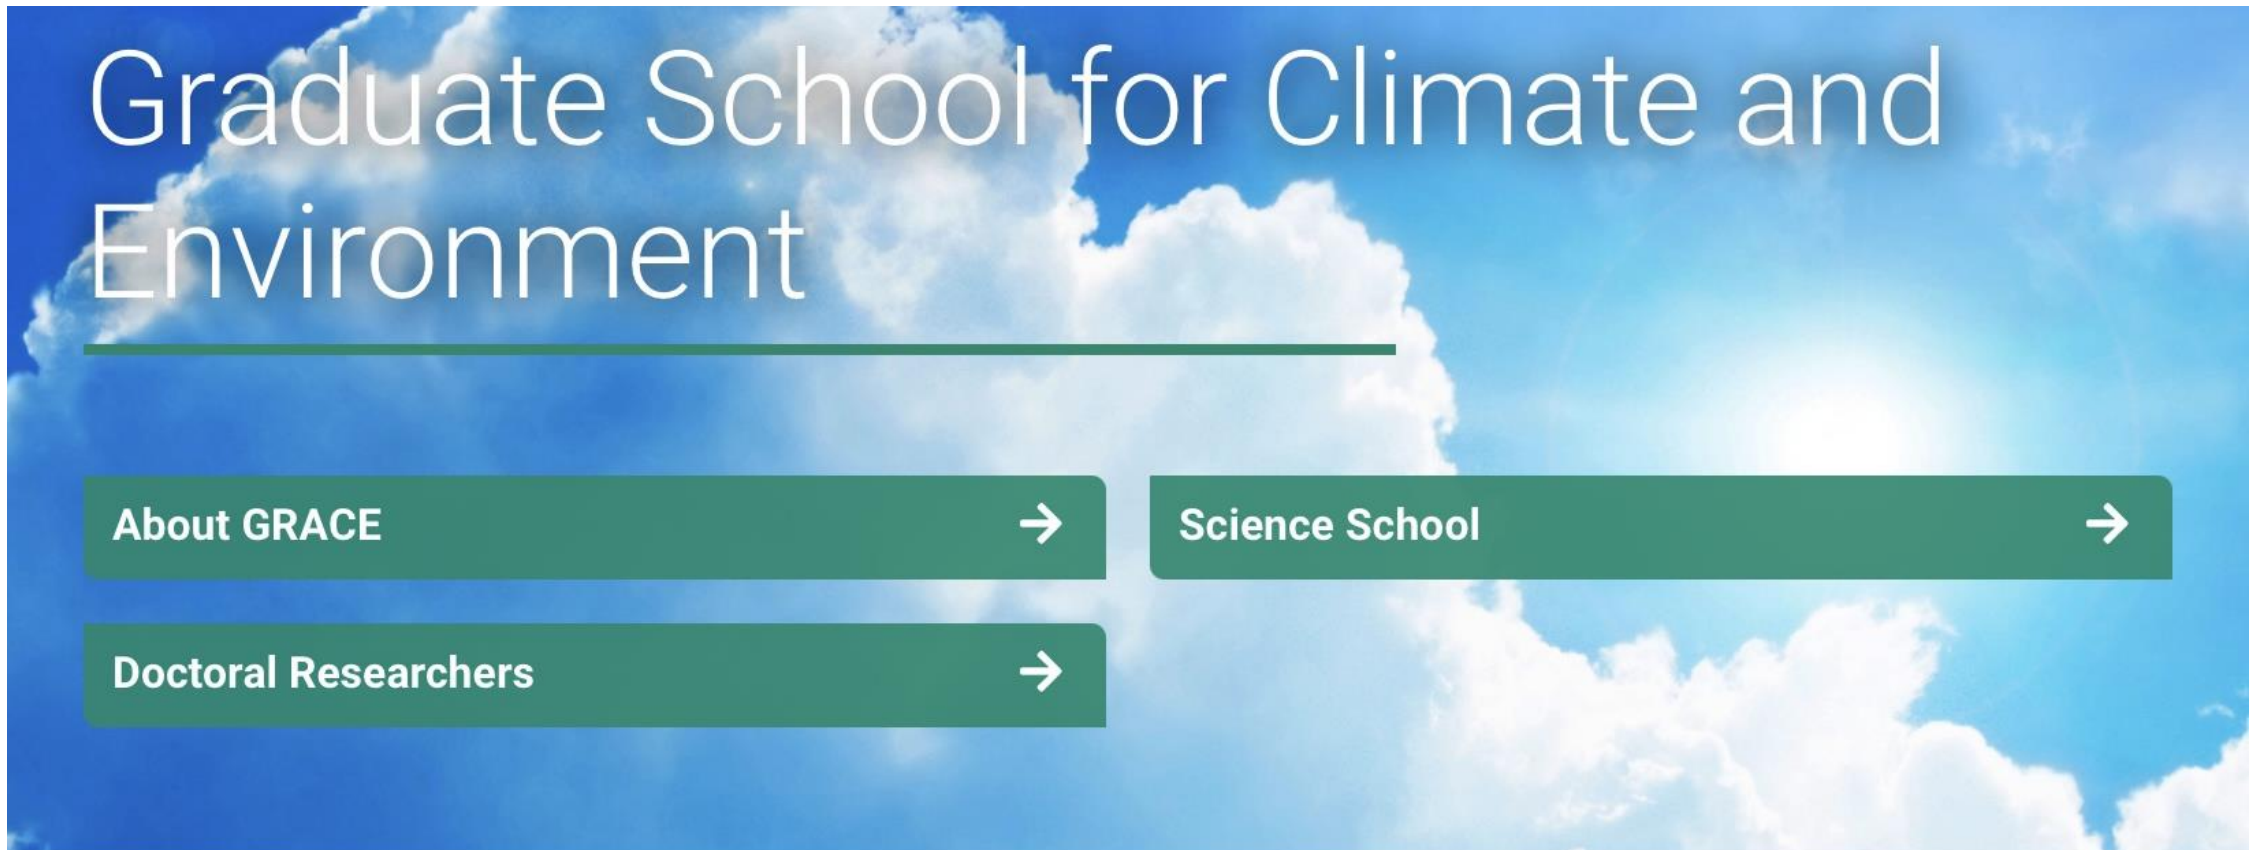 Graduate School for Climate and
Environment
About GRACE
Science School
Doctoral Researchers